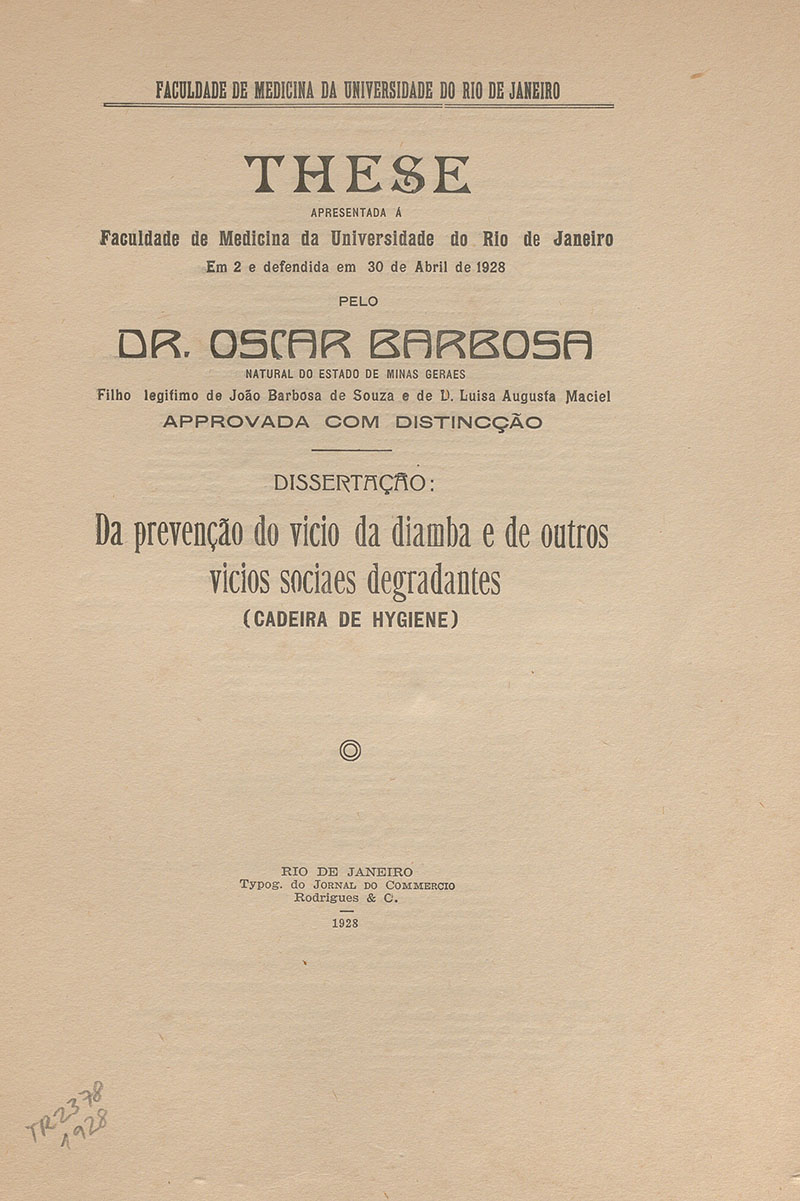 FACULDADE DE MEDICINA DA UNIVERSIDADE DO RIO DE JANEIRO
THESE
APRESENTADA Á
Faculdade de Medicina da Universidade do Rio de Janeiro
Em 2 e defendida em 30 de Abril de 1928
PELO
DR. OSCAR BARBOSA
NATURAL DO ESTADO DE MINAS GERAES
Filho legitimo de João Barbosa de Souza e de D. Luisa Augusta Maciel
APPROVADA COM DISTINCÇÃO
DISSERTAÇÃO:
Da prevenção do vicio da diamba e de outros
vicios sociaes degradantes
(CADEIRA DE HYGIENE)
RIO DE JANEIRO
Typog. do JORNAL DO COMMERCIO
Rodrigues & C.
1928
TR2378
1928